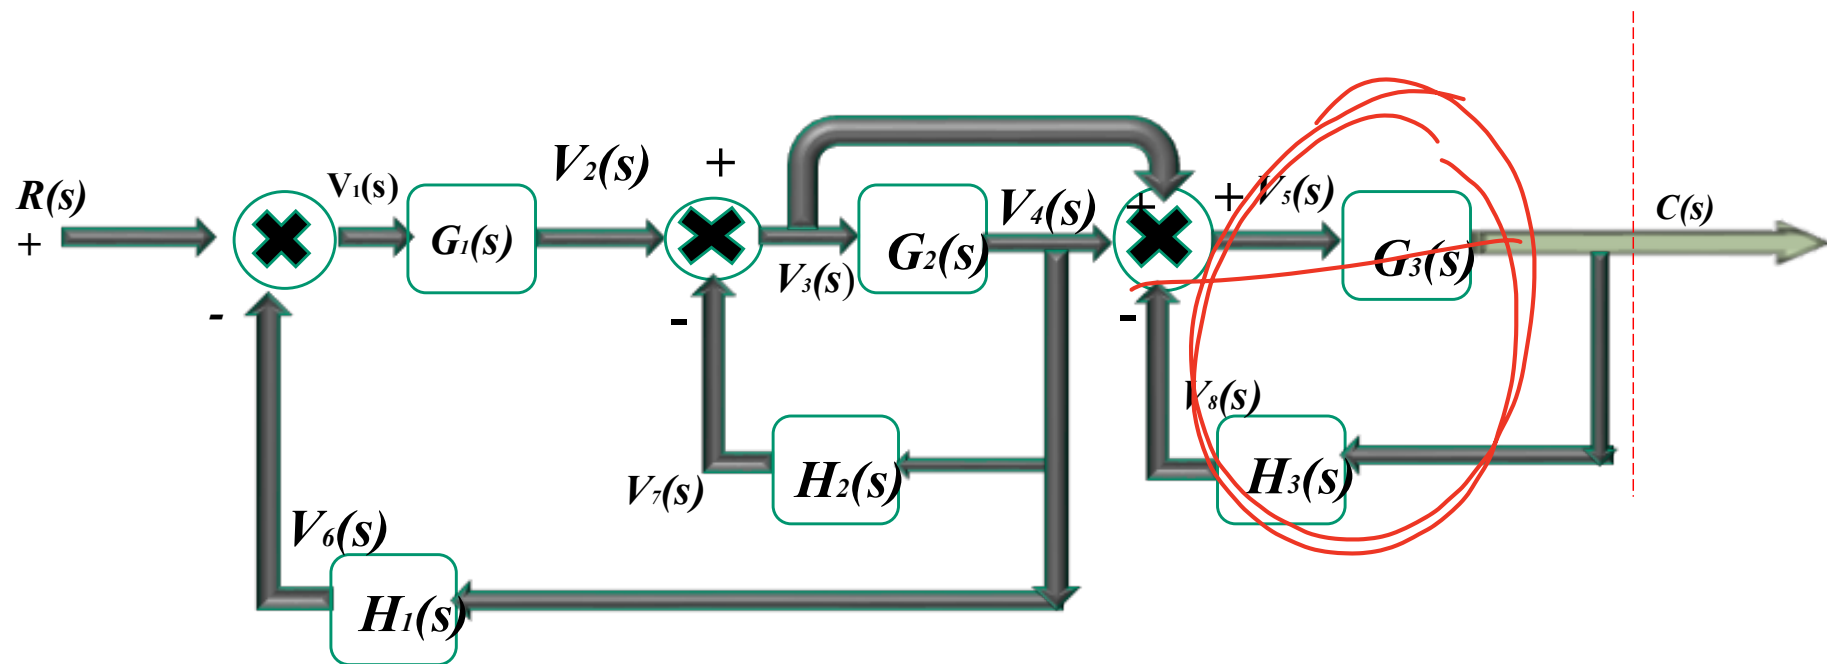 R(s)
+
-
V₁(s)
G₁(s)
V₂(s)
+
-
V₃(s)
G₂(s)
V₄(s)
+
+
-
V₅(s)
G₃(s)
C(s)
V₈(s)
H₃(s)
V₇(s)
H₂(s)
V₆(s)
H₁(s)